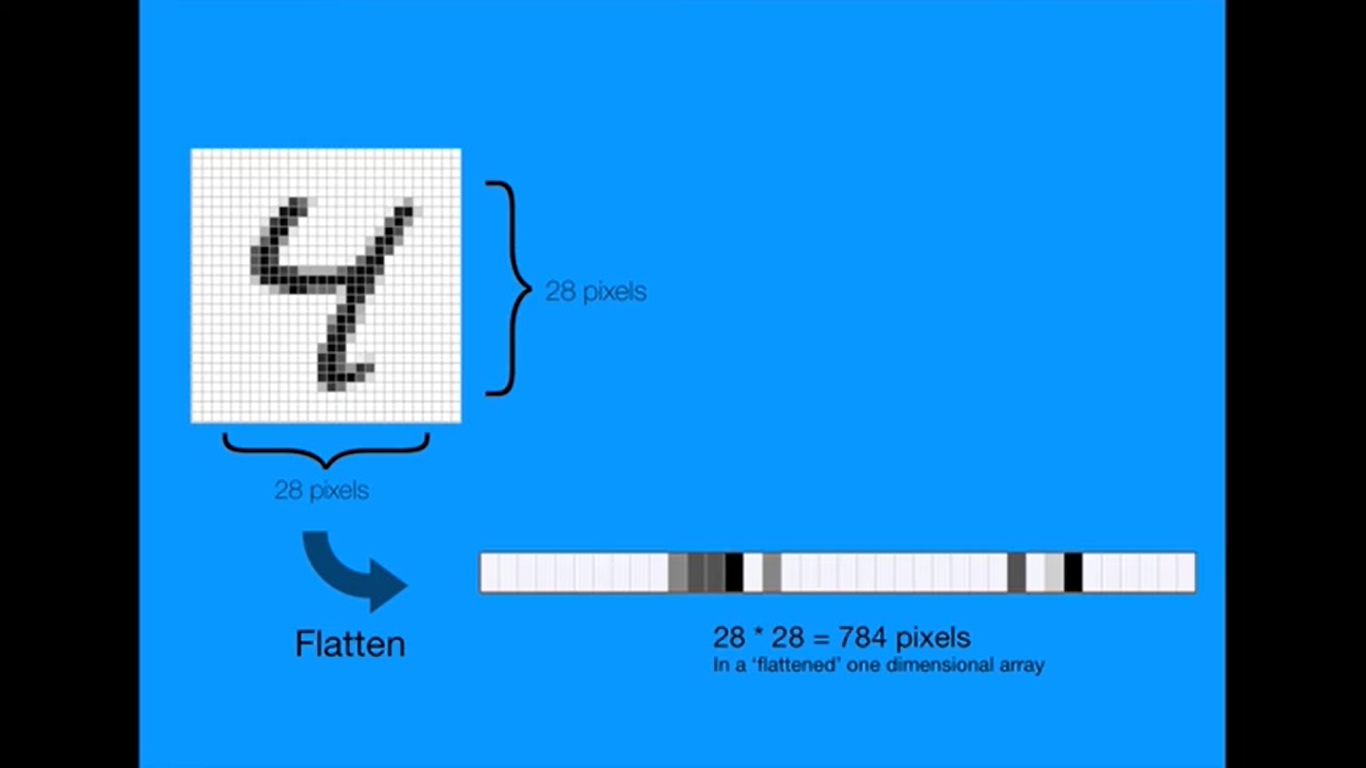 28 pixels
28 pixels
Flatten
28 * 28 = 784 pixels
In a ‘flattened’ one dimensional array